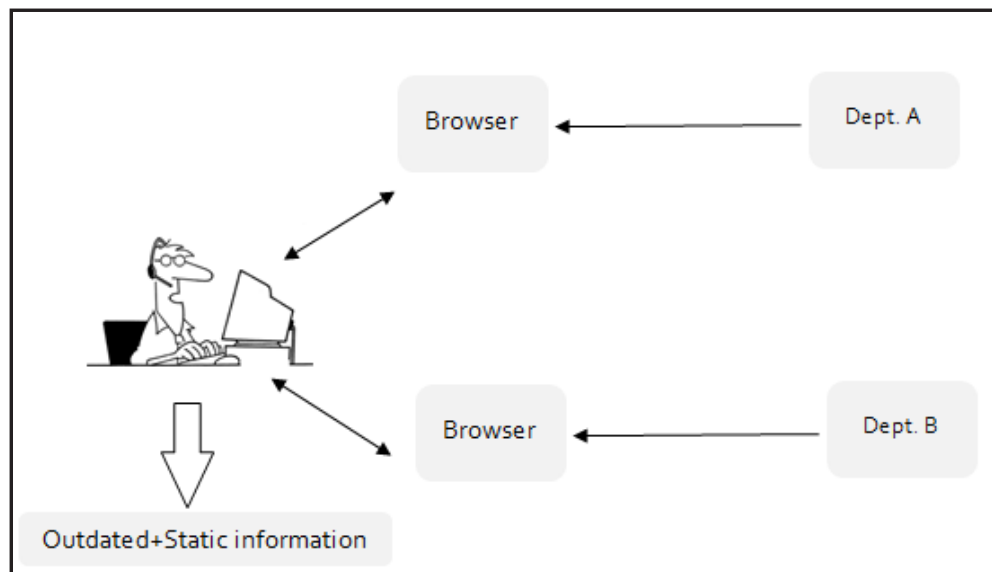 Browser
Dept. A
Browser
Dept. B
Outdated+Static information